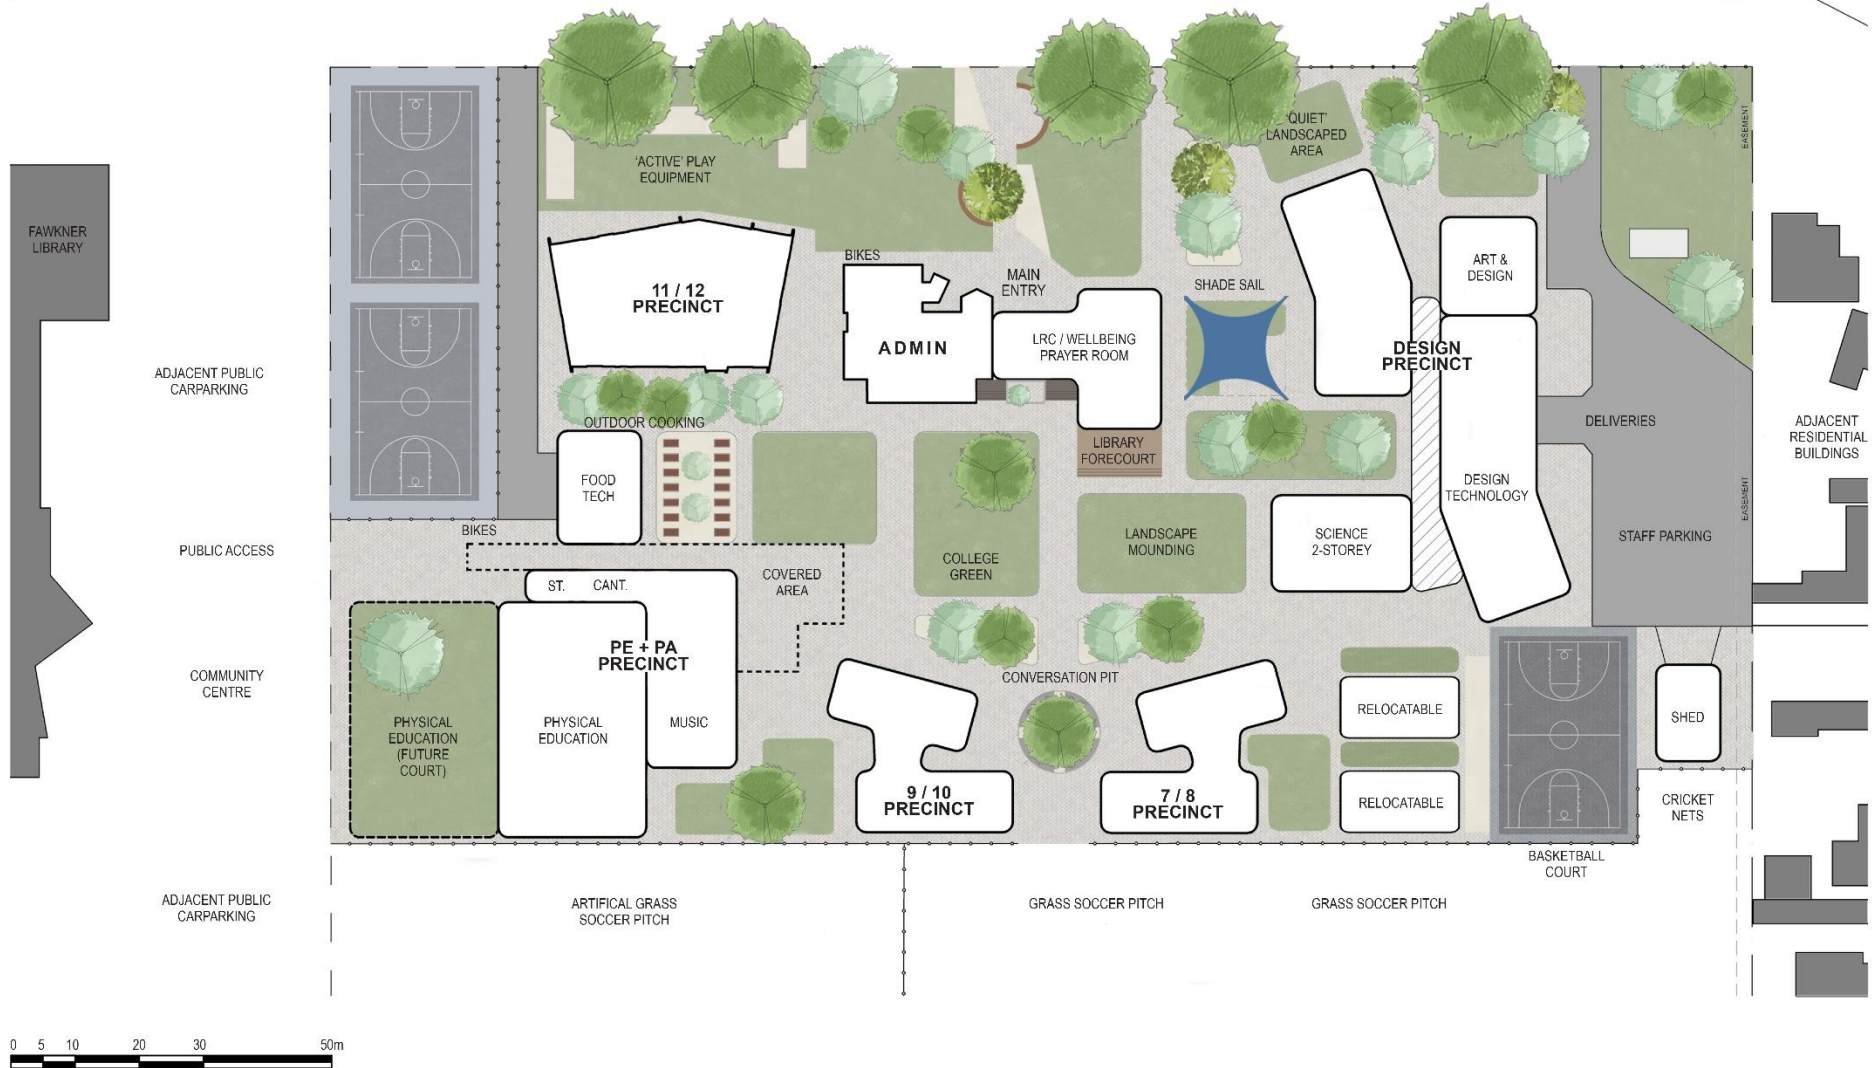 'ACTIVE' PLAY
EQUIPMENT
'QUIET'
LANDSCAPED
AREA
EASEMENT
FAWKNER
LIBRARY
BIKES
MAIN
ENTRY
SHADE SAIL
ART &
DESIGN
11 / 12
PRECINCT
ADMIN
LRC / WELLBEING
PRAYER ROOM
DESIGN
PRECINCT
ADJACENT PUBLIC
CARPARKING
OUTDOOR COOKING
LIBRARY
FORECOURT
DELIVERIES
ADJACENT
RESIDENTIAL
BUILDINGS
FOOD
TECH
DESIGN
TECHNOLOGY
EASEMENT
BIKES
PUBLIC ACCESS
LANDSCAPE
MOUNDING
SCIENCE
2-STOREY
STAFF PARKING
COLLEGE
GREEN
ST.
CANT.
COVERED
AREA
PE + PA
PRECINCT
COMMUNITY
CENTRE
CONVERSATION PIT
PHYSICAL
EDUCATION
(FUTURE
COURT)
PHYSICAL
EDUCATION
MUSIC
RELOCATABLE
SHED
9 / 10
PRECINCT
7 / 8
PRECINCT
RELOCATABLE
CRICKET
NETS
BASKETBALL
COURT
ADJACENT PUBLIC
CARPARKING
ARTIFICAL GRASS
SOCCER PITCH
GRASS SOCCER PITCH
GRASS SOCCER PITCH
0 5 10 20 30 50m